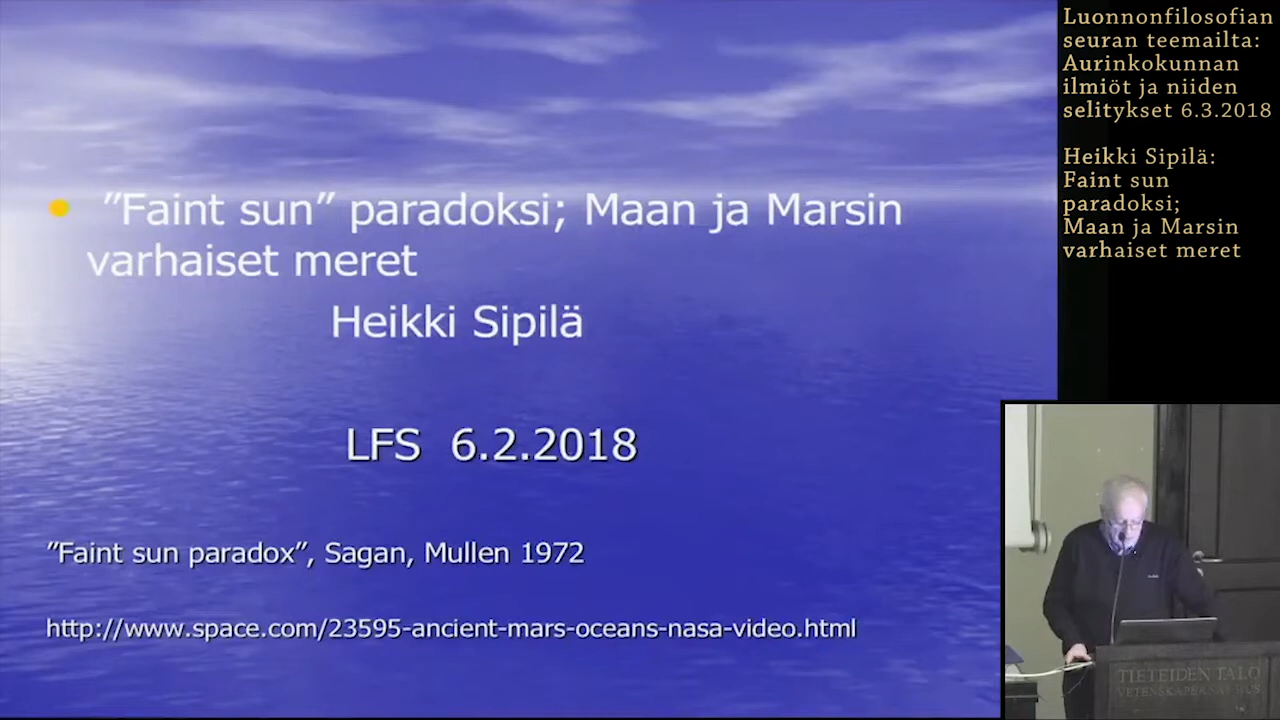 ”Faint sun” paradoksi; Maan ja Marsin
varhaiset meret
Heikki Sipilä
LFS 6.2.2018
”Faint sun paradox”, Sagan, Mullen 1972
http://www.space.com/23595-ancient-mars-oceans-nasa-video.html
Luonnonfilosofian
seuran teemailta:
Aurinkokunnan
ilmiöt ja niiden
selitykset 6.3.2018
Heikki Sipilä:
Faint sun
paradoksi;
Maan ja Marsin
varhaiset meret
TIETEIDEN TALO
VETENSKAPERNAS HUS